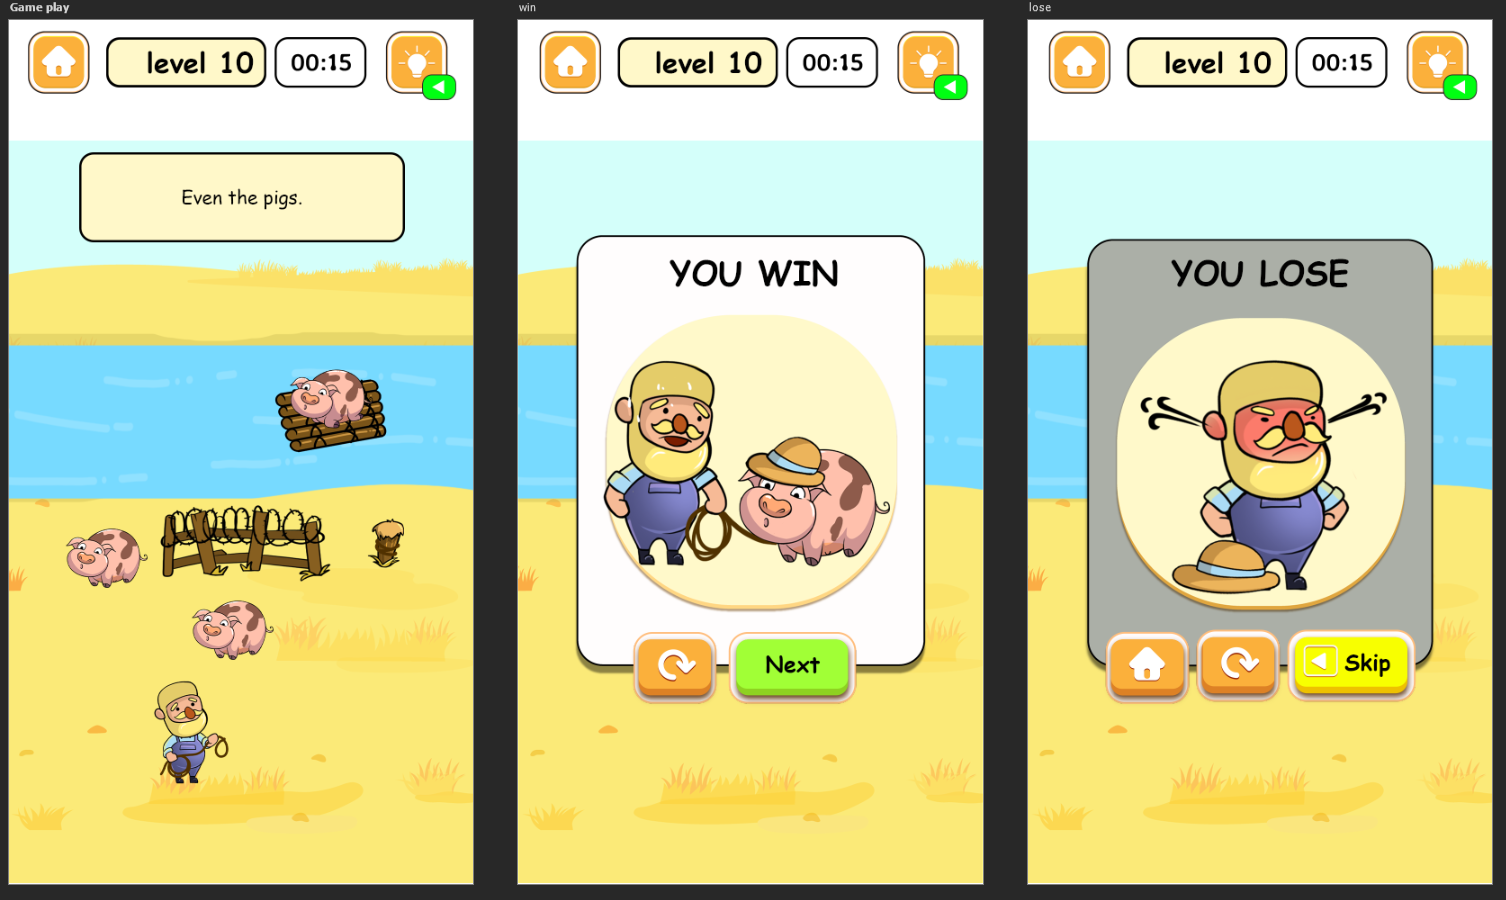 Game play
level 10
00:15
Even the pigs.
win
level 10
00:15
YOU WIN
Next
lose
level 10
00:15
YOU LOSE
Skip